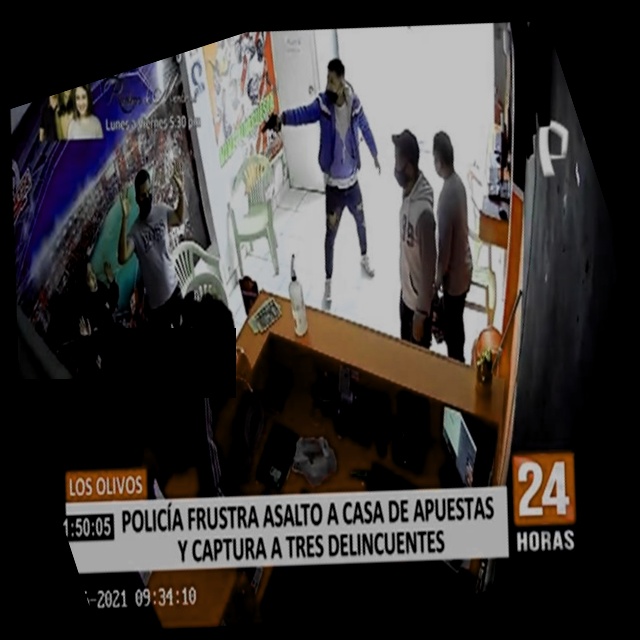 Lunes a viernes 5:30 pm
LOS OLIVOS
1:50:05
POLICÍA FRUSTRA ASALTO A CASA DE APUESTAS
Y CAPTURA A TRES DELINCUENTES
24
HORAS
-2021 09:34:10